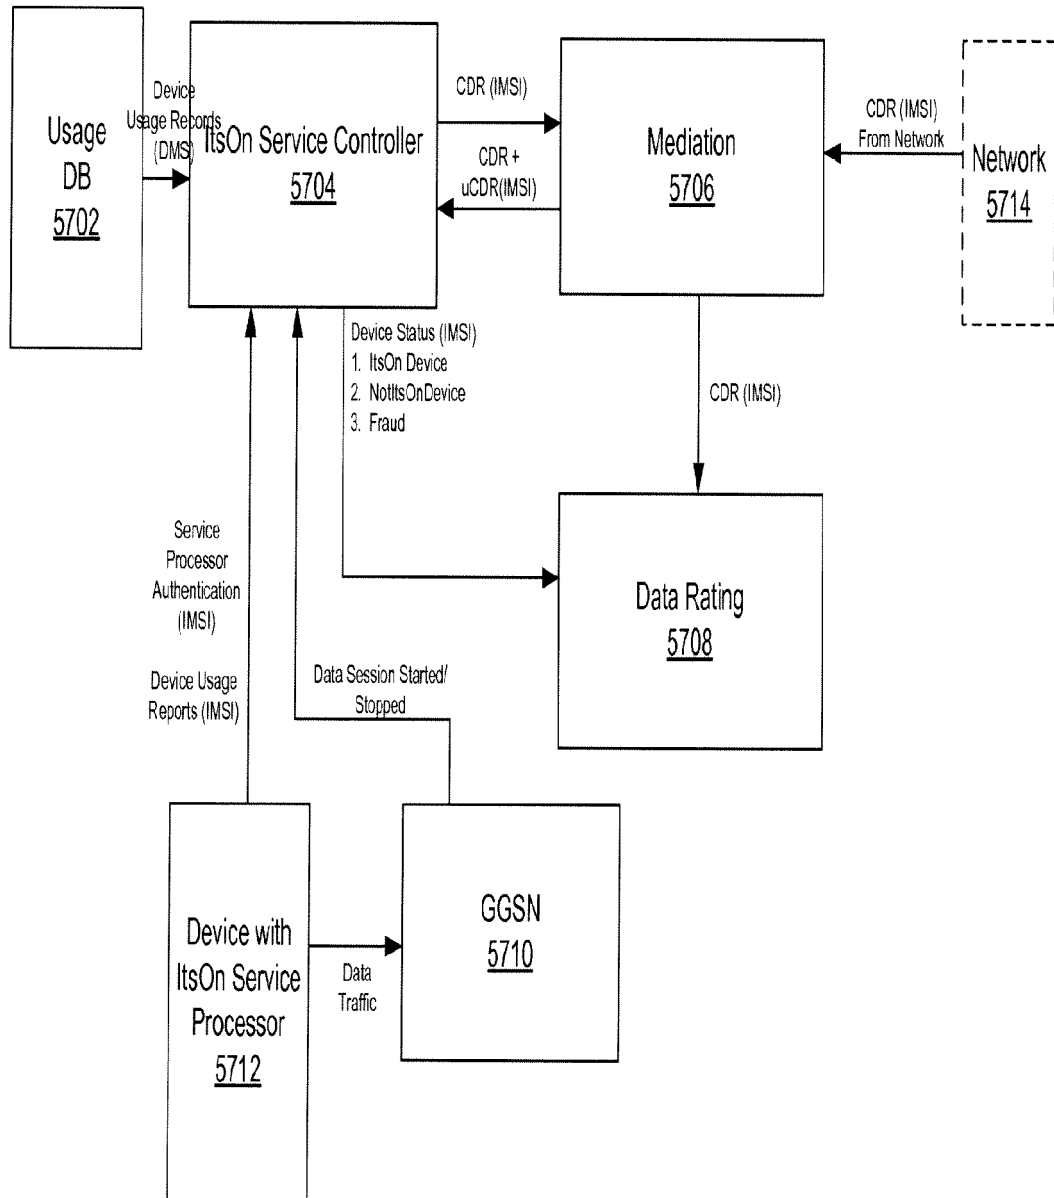 Usage
DB
5702
Device
Usage Records
(DMS)
ItsOn Service Controller
5704
CDR (IMSI)
CDR +
uCDR(IMSI)
Mediation
5706
CDR (IMSI)
From Network
Network
5714
Device Status (IMSI)
1. ItsOn Device
2. NotItsOnDevice
3. Fraud
CDR (IMSI)
Service
Processor
Authentication
(IMSI)
Device Usage
Reports (IMSI)
Data Session Started/
Stopped
Data Rating
5708
Device with
ItsOn Service
Processor
5712
Data
Traffic
GGSN
5710